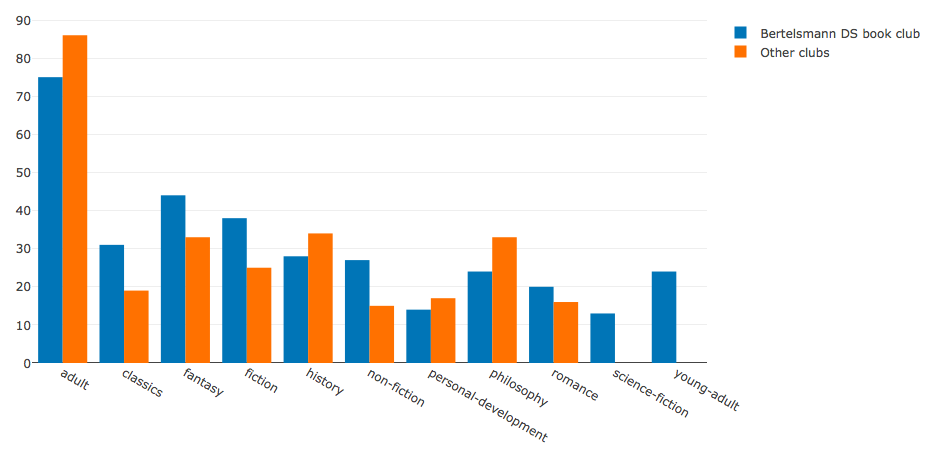 90
80
70
60
50
40
30
20
10
0
adult
classics
fantasy
fiction
history
non-fiction
personal-development
philosophy
romance
science-fiction
young-adult
Bertelsmann DS book club
Other clubs